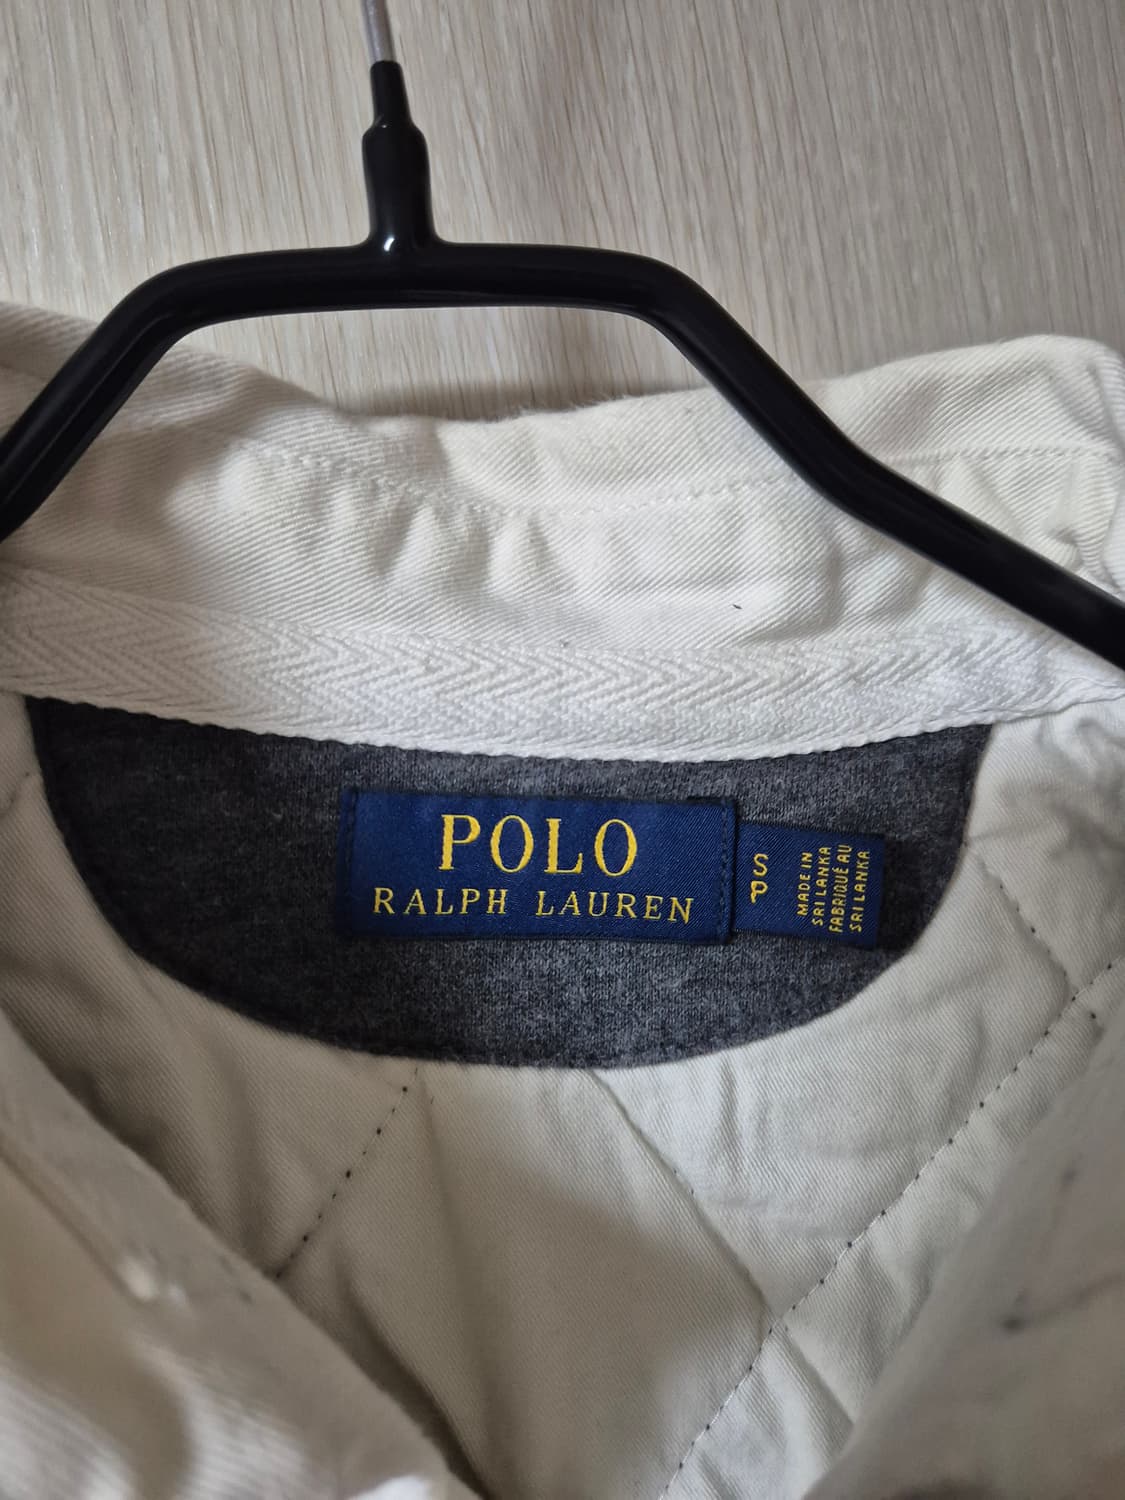 POLO
RALPH LAUREN
S P
MADE IN
SRI LANKA
FABRIQUÉ AU
SRI LANKA